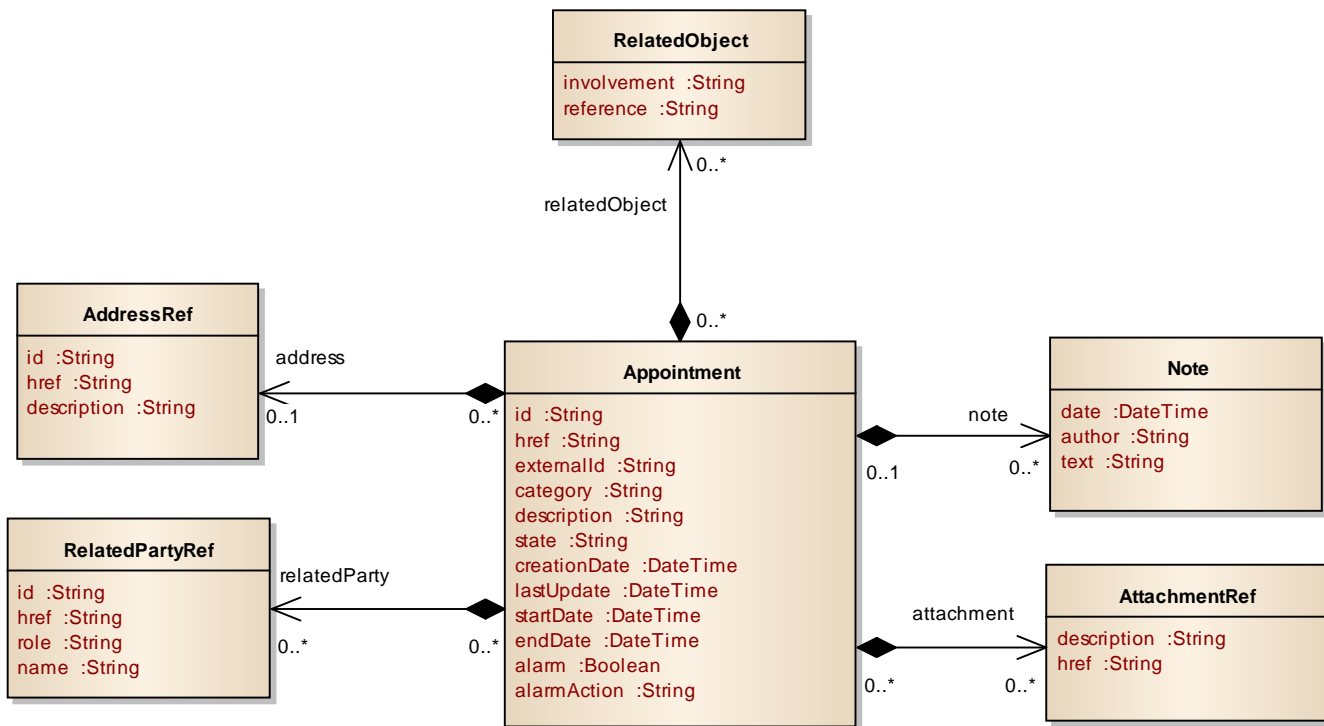 RelatedObject
involvement :String
reference :String
0..*
relatedObject
0..*
AddressRef
id :String
href :String
description :String
address
0..1
0..*
Appointment
id :String
href :String
externalId :String
category :String
description :String
state :String
creationDate :DateTime
lastUpdate :DateTime
startDate :DateTime
endDate :DateTime
alarm :Boolean
alarmAction :String
note
0..1
0..*
Note
date :DateTime
author :String
text :String
RelatedPartyRef
id :String
href :String
role :String
name :String
relatedParty
0..*
0..*
attachment
0..*
0..*
AttachmentRef
description :String
href :String